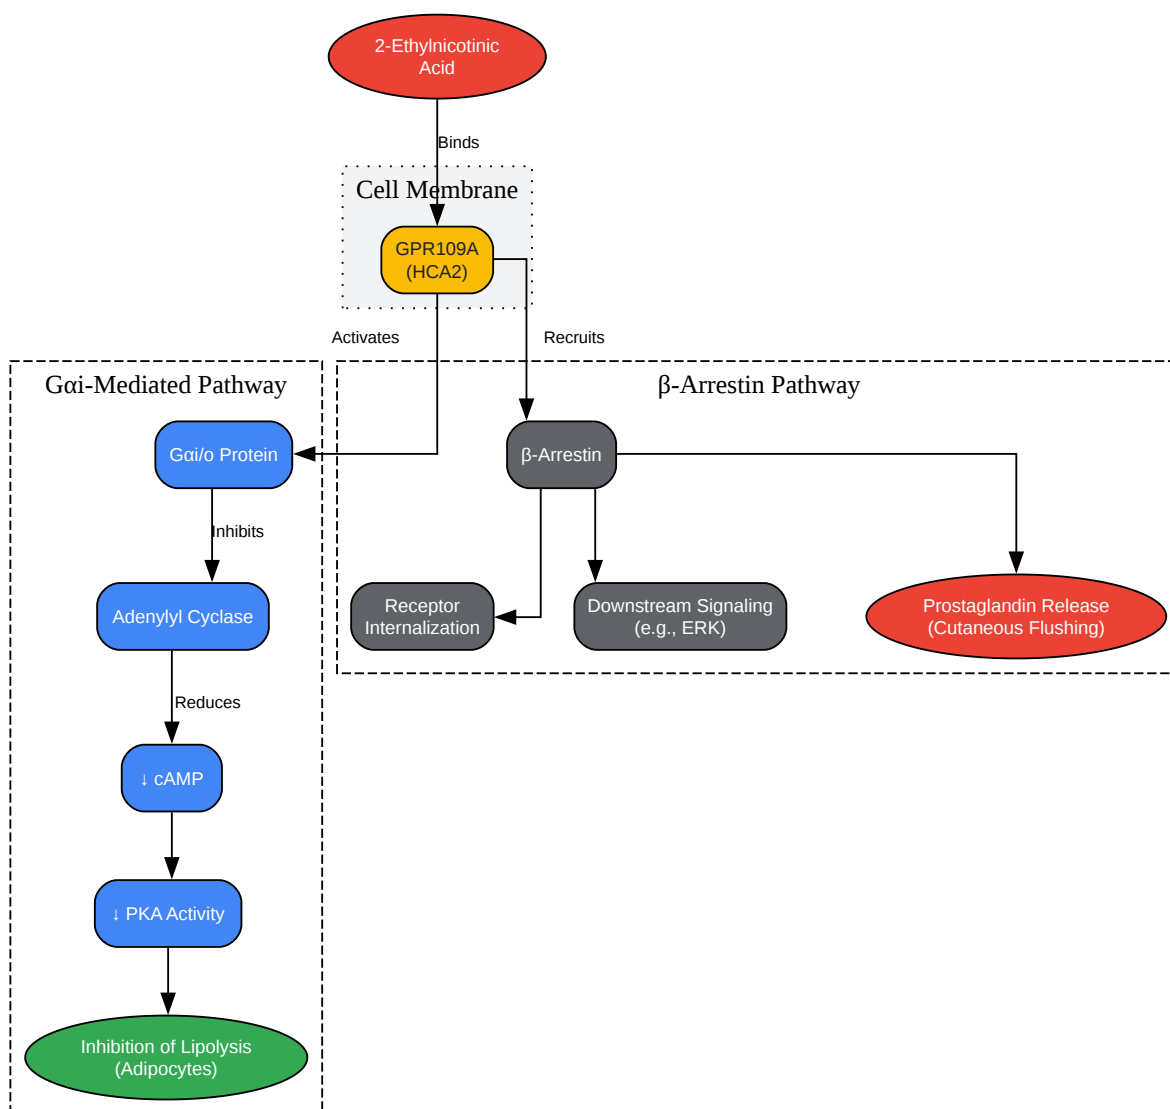 2-Ethylnicotinic
Acid
Binds
Cell Membrane
GPR109A
(HCA2)
Activates
Recruits
Gαi-Mediated Pathway
β-Arrestin Pathway
Gαi/o Protein
β-Arrestin
Inhibits
Adenylyl Cyclase
Receptor
Internalization
Downstream Signaling
(e.g., ERK)
Prostaglandin Release
(Cutaneous Flushing)
Reduces
↓ cAMP
↓ PKA Activity
Inhibition of Lipolysis
(Adipocytes)